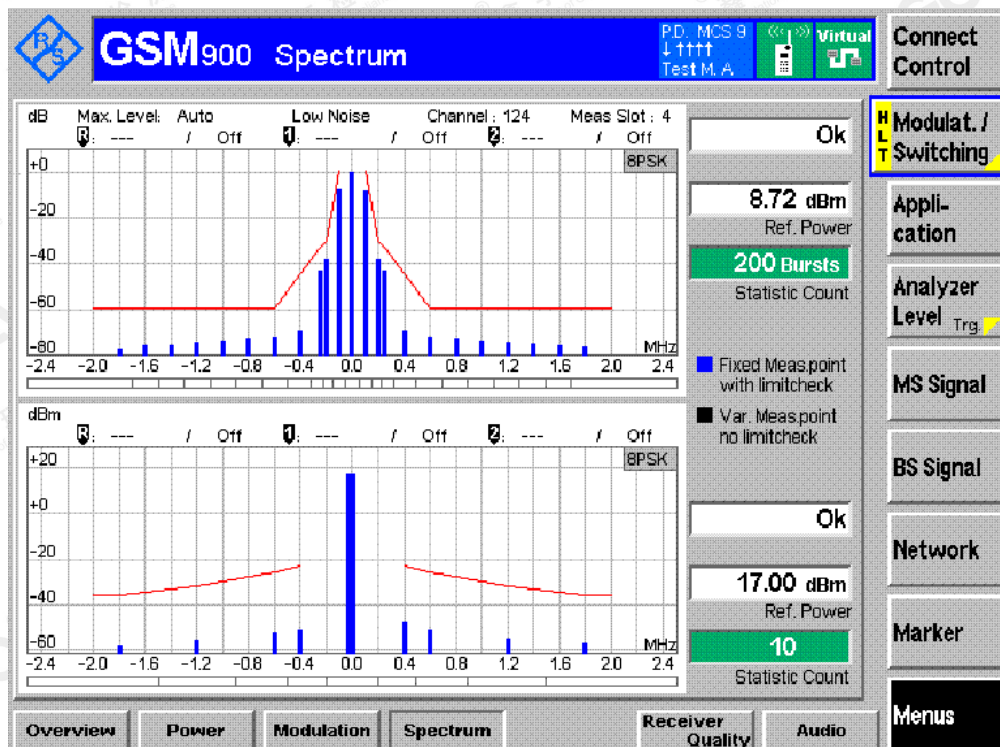 R/S
GSM900 Spectrum
P.D. MCS 9
↓ ↑↑↑↑
Test M. A
Virtual
Connect Control
dB Max. Level: Auto Low Noise Channel : 124 Meas Slot : 4
R: --- / Off 1: --- / Off 2: --- / Off
8PSK
+0
-20
-40
-60
-80
MHz
-2.4 -2.0 -1.6 -1.2 -0.8 -0.4 0.0 0.4 0.8 1.2 1.6 2.0 2.4
Ok
8.72 dBm
Ref. Power
200 Bursts
Statistic Count
Fixed Meas.point
with limitcheck
Var. Meas.point
no limitcheck
dBm
R: --- / Off 1: --- / Off 2: --- / Off
8PSK
+20
+0
-20
-40
-60
MHz
-2.4 -2.0 -1.6 -1.2 -0.8 -0.4 0.0 0.4 0.8 1.2 1.6 2.0 2.4
Ok
17.00 dBm
Ref. Power
10
Statistic Count
H L T
Modulat. /
Switching
Appli-
cation
Analyzer
Level Trg.
MS Signal
BS Signal
Network
Marker
Menus
Overview Power Modulation Spectrum Receiver Quality Audio